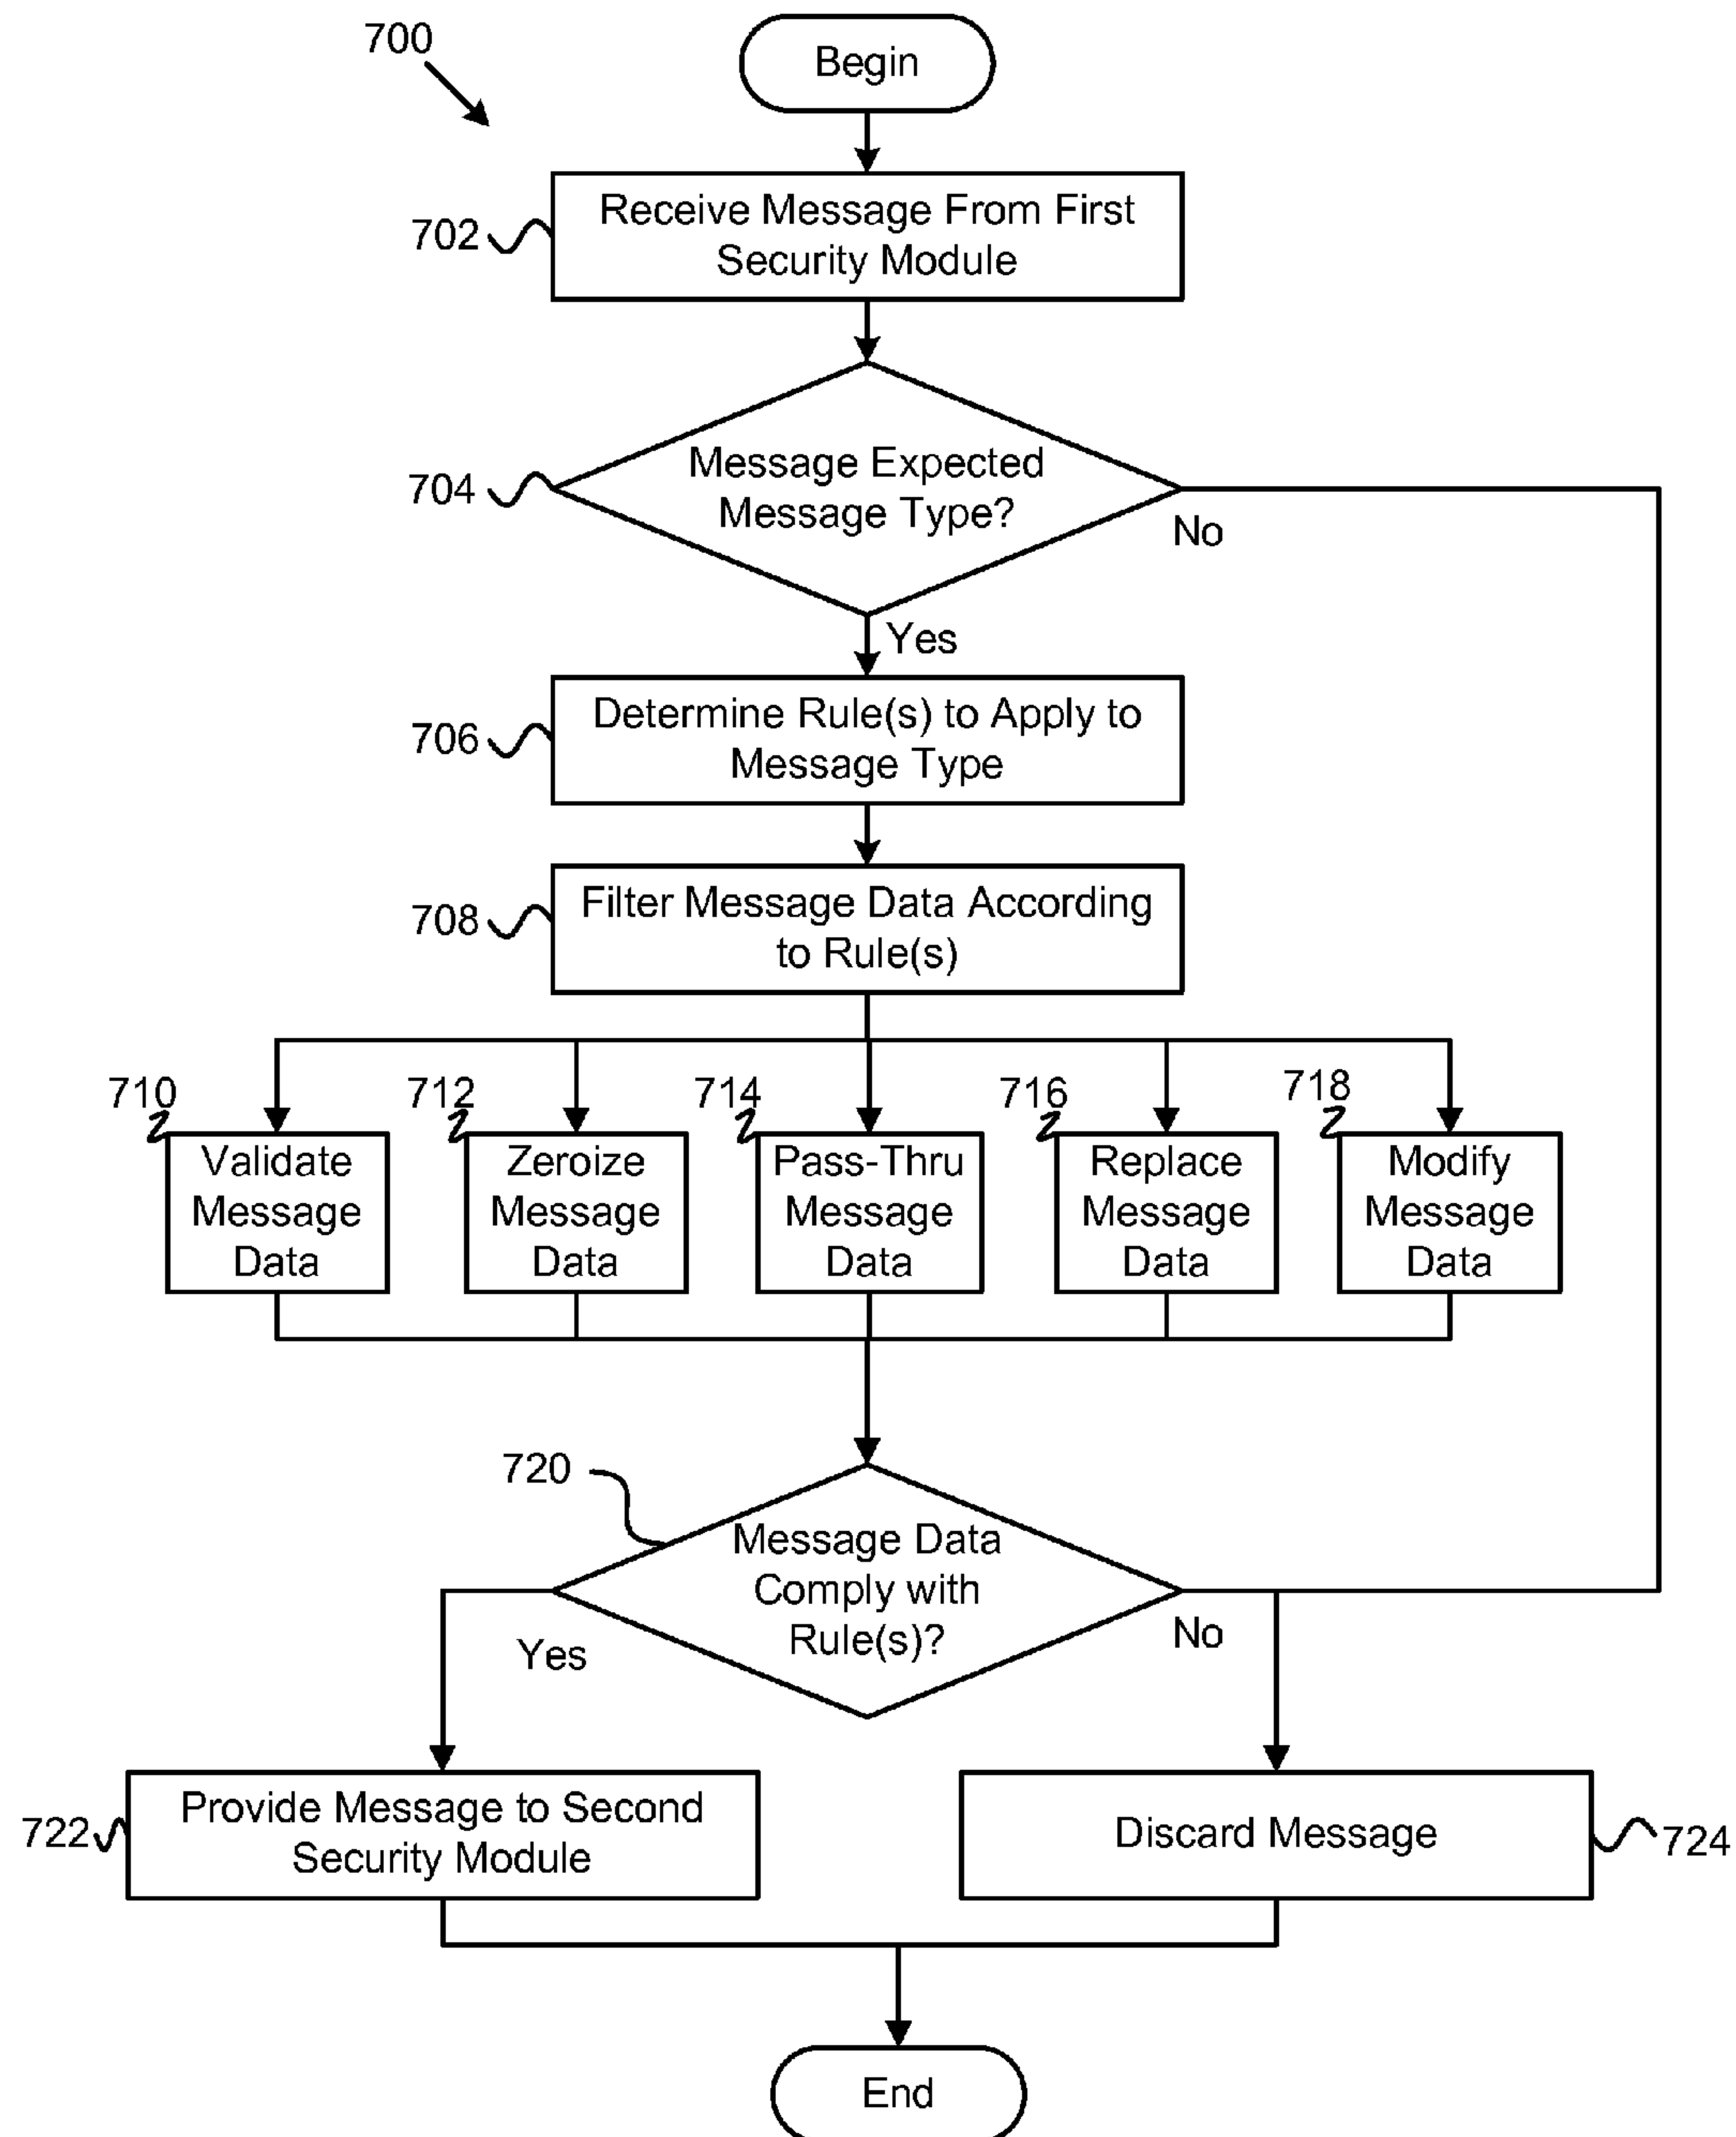 700
Begin
702
Receive Message From First
Security Module
704
Message Expected
Message Type?
No
Yes
706
Determine Rule(s) to Apply to
Message Type
708
Filter Message Data According
to Rule(s)
710
Validate
Message
Data
712
Zeroize
Message
Data
714
Pass-Thru
Message
Data
716
Replace
Message
Data
718
Modify
Message
Data
720
Message Data
Comply with
Rule(s)?
Yes
No
722
Provide Message to Second
Security Module
Discard Message
724
End